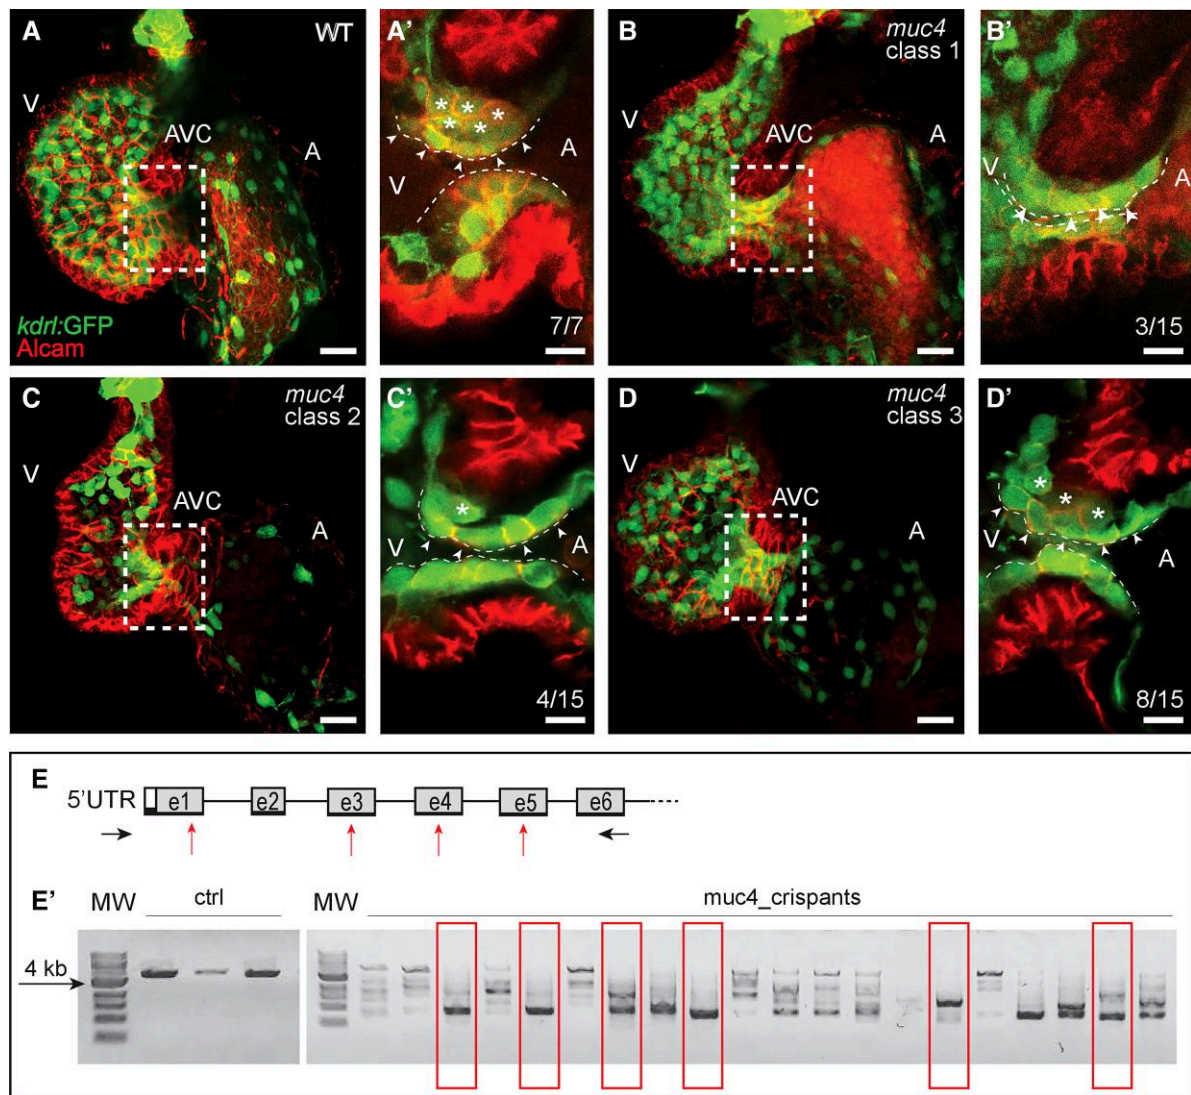 A
WT
V
AVC
A
kdrl:GFP
Alcam
A'
* * * * * *
A
V
7/7
B
muc4
class 1
V
AVC
A
B'
V
A
3/15
C
muc4
class 2
V
AVC
A
C'
*
V
A
4/15
D
muc4
class 3
V
AVC
A
D'
* * *
V
A
8/15
E
5'UTR e1 e2 e3 e4 e5 e6
E'
MW ctrl MW muc4_crispants
4 kb